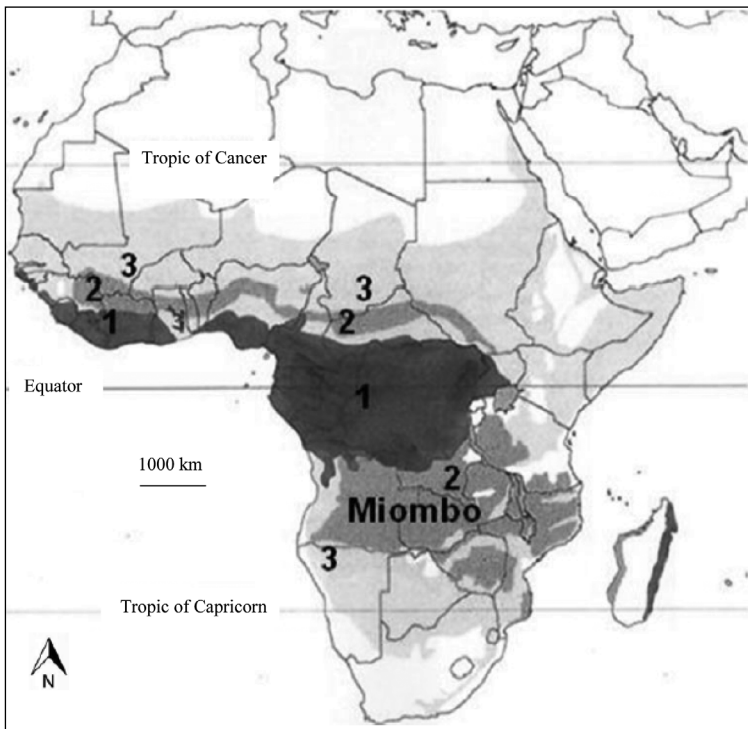 Tropic of Cancer
3
2
3
1
2
Equator
1
1000 km
2
Miombo
3
Tropic of Capricorn
N